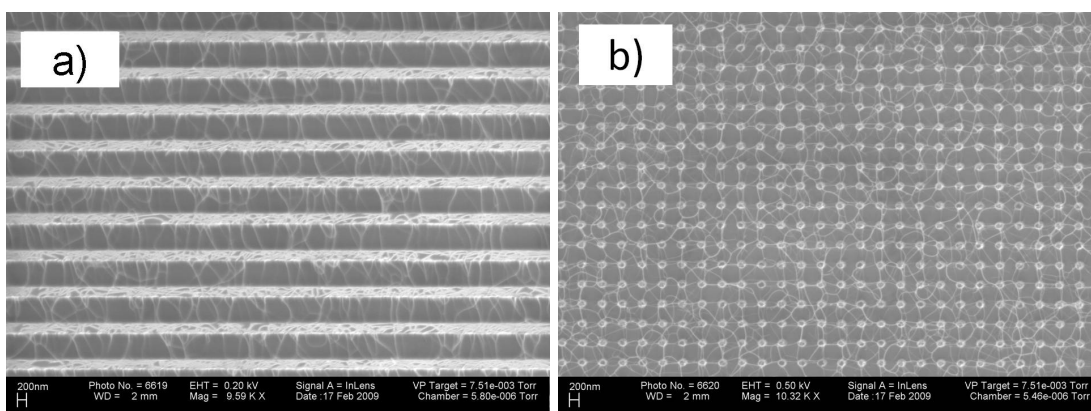 a)
200nm
Photo No. = 6619 EHT = 0.20 kV Signal A = InLens VP Target = 7.51e-003 Torr
WD = 2 mm Mag = 9.59 K X Date :17 Feb 2009 Chamber = 5.80e-006 Torr
b)
200nm
Photo No. = 6620 EHT = 0.50 kV Signal A = InLens VP Target = 7.51e-003 Torr
WD = 2 mm Mag = 10.32 K X Date :17 Feb 2009 Chamber = 5.46e-006 Torr